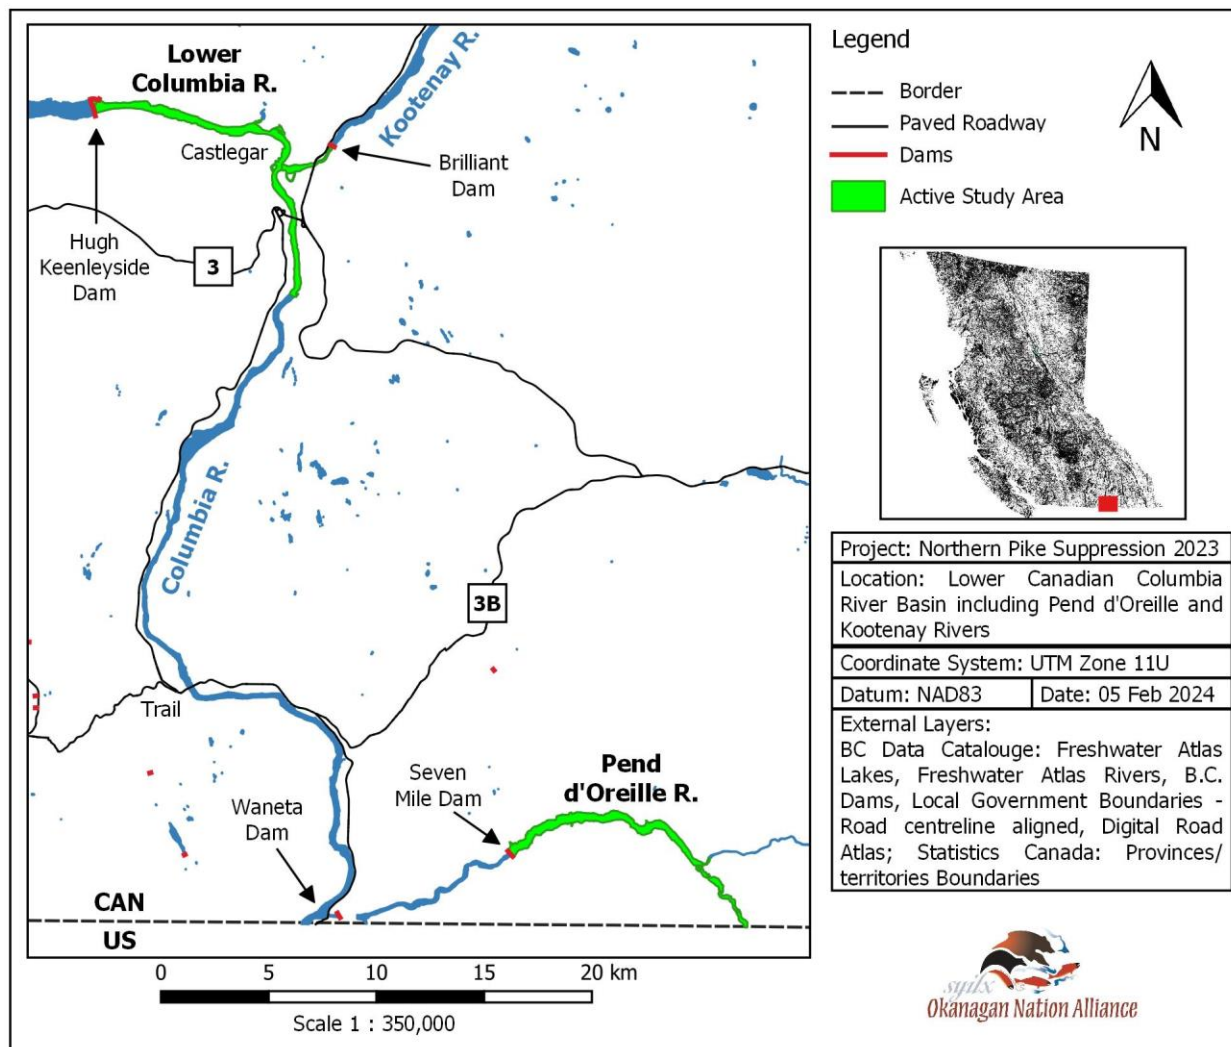 Lower
Columbia R.
Kootenay R.
Castlegar
Brilliant
Dam
Hugh
Keenleyside
Dam
3
Columbia R.
3B
Trail
Seven
Mile Dam
Pend
d'Oreille R.
Waneta
Dam
CAN
US
0 5 10 15 20 km
Scale 1 : 350,000
Legend
Border
Paved Roadway
Dams
Active Study Area
N
Project: Northern Pike Suppression 2023
Location: Lower Canadian Columbia
River Basin including Pend d'Oreille and
Kootenay Rivers
Coordinate System: UTM Zone 11U
Datum: NAD83 Date: 05 Feb 2024
External Layers:
BC Data Catalouge: Freshwater Atlas
Lakes, Freshwater Atlas Rivers, B.C.
Dams, Local Government Boundaries -
Road centreline aligned, Digital Road
Atlas; Statistics Canada: Provinces/
territories Boundaries
syilx
Okanagan Nation Alliance